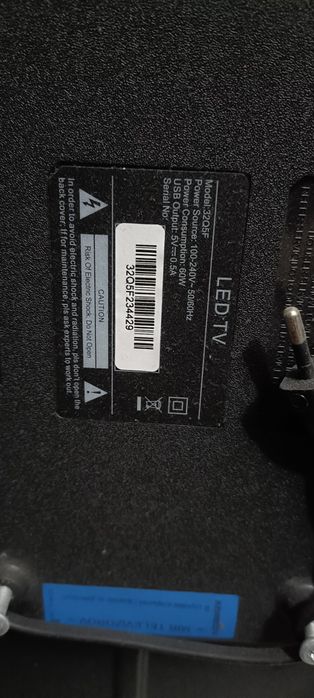 LED TV
Model: 32Q5F
Power Source: 100-240V~ 50/60Hz
Power Consumption: 60W
USB Output: 5V⎓0.5A
Serial No:
32Q5F234429
CAUTION
Risk Of Electric Shock. Do Not Open
In order to avoid electric shock and radiation, pls don't open the
back cover. If for maintenance, pls ask experts to work out.